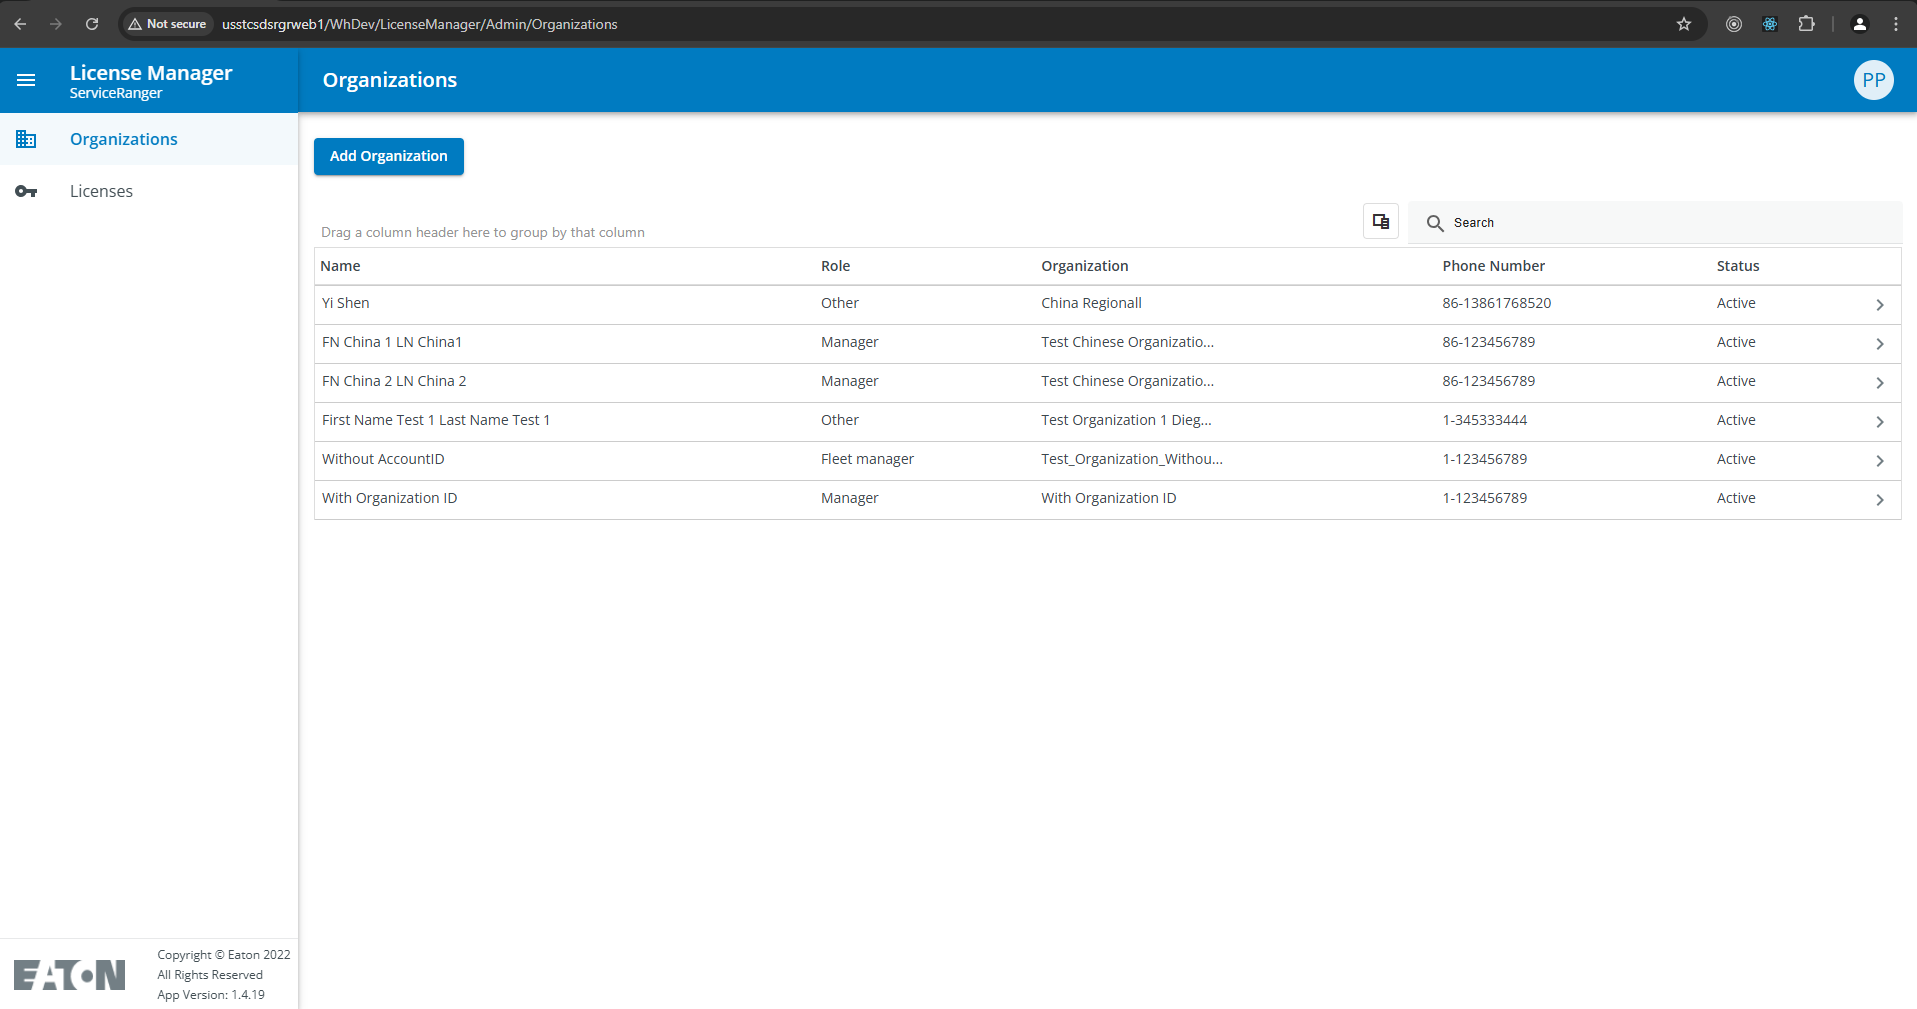 Not secure usstcsdsrgrweb1/WhDev/LicenseManager/Admin/Organizations
License Manager
ServiceRanger
Organizations
PP
Organizations
Licenses
Add Organization
Drag a column header here to group by that column
Search
Name Role Organization Phone Number Status
Yi Shen Other China Regionall 86-13861768520 Active
FN China 1 LN China1 Manager Test Chinese Organizatio... 86-123456789 Active
FN China 2 LN China 2 Manager Test Chinese Organizatio... 86-123456789 Active
First Name Test 1 Last Name Test 1 Other Test Organization 1 Dieg... 1-345333444 Active
Without AccountID Fleet manager Test_Organization_Withou... 1-123456789 Active
With Organization ID Manager With Organization ID 1-123456789 Active
EATON
Copyright © Eaton 2022
All Rights Reserved
App Version: 1.4.19